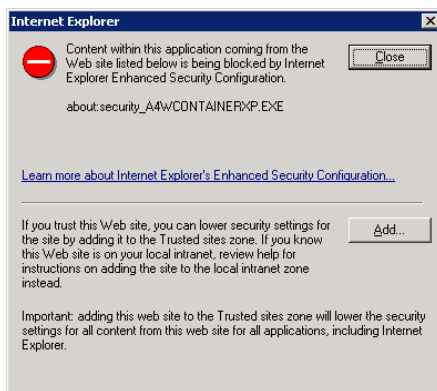 Internet Explorer
Content within this application coming from the
Web site listed below is being blocked by Internet
Explorer Enhanced Security Configuration.
Close
about:security_A4WCONTAINERXP.EXE
Learn more about Internet Explorer's Enhanced Security Configuration...
If you trust this Web site, you can lower security settings for
the site by adding it to the Trusted sites zone. If you know
this Web site is on your local intranet, review help for
instructions on adding the site to the local intranet zone
instead.
Add...
Important: adding this web site to the Trusted sites zone will lower the security
settings for all content from this web site for all applications, including Internet
Explorer.